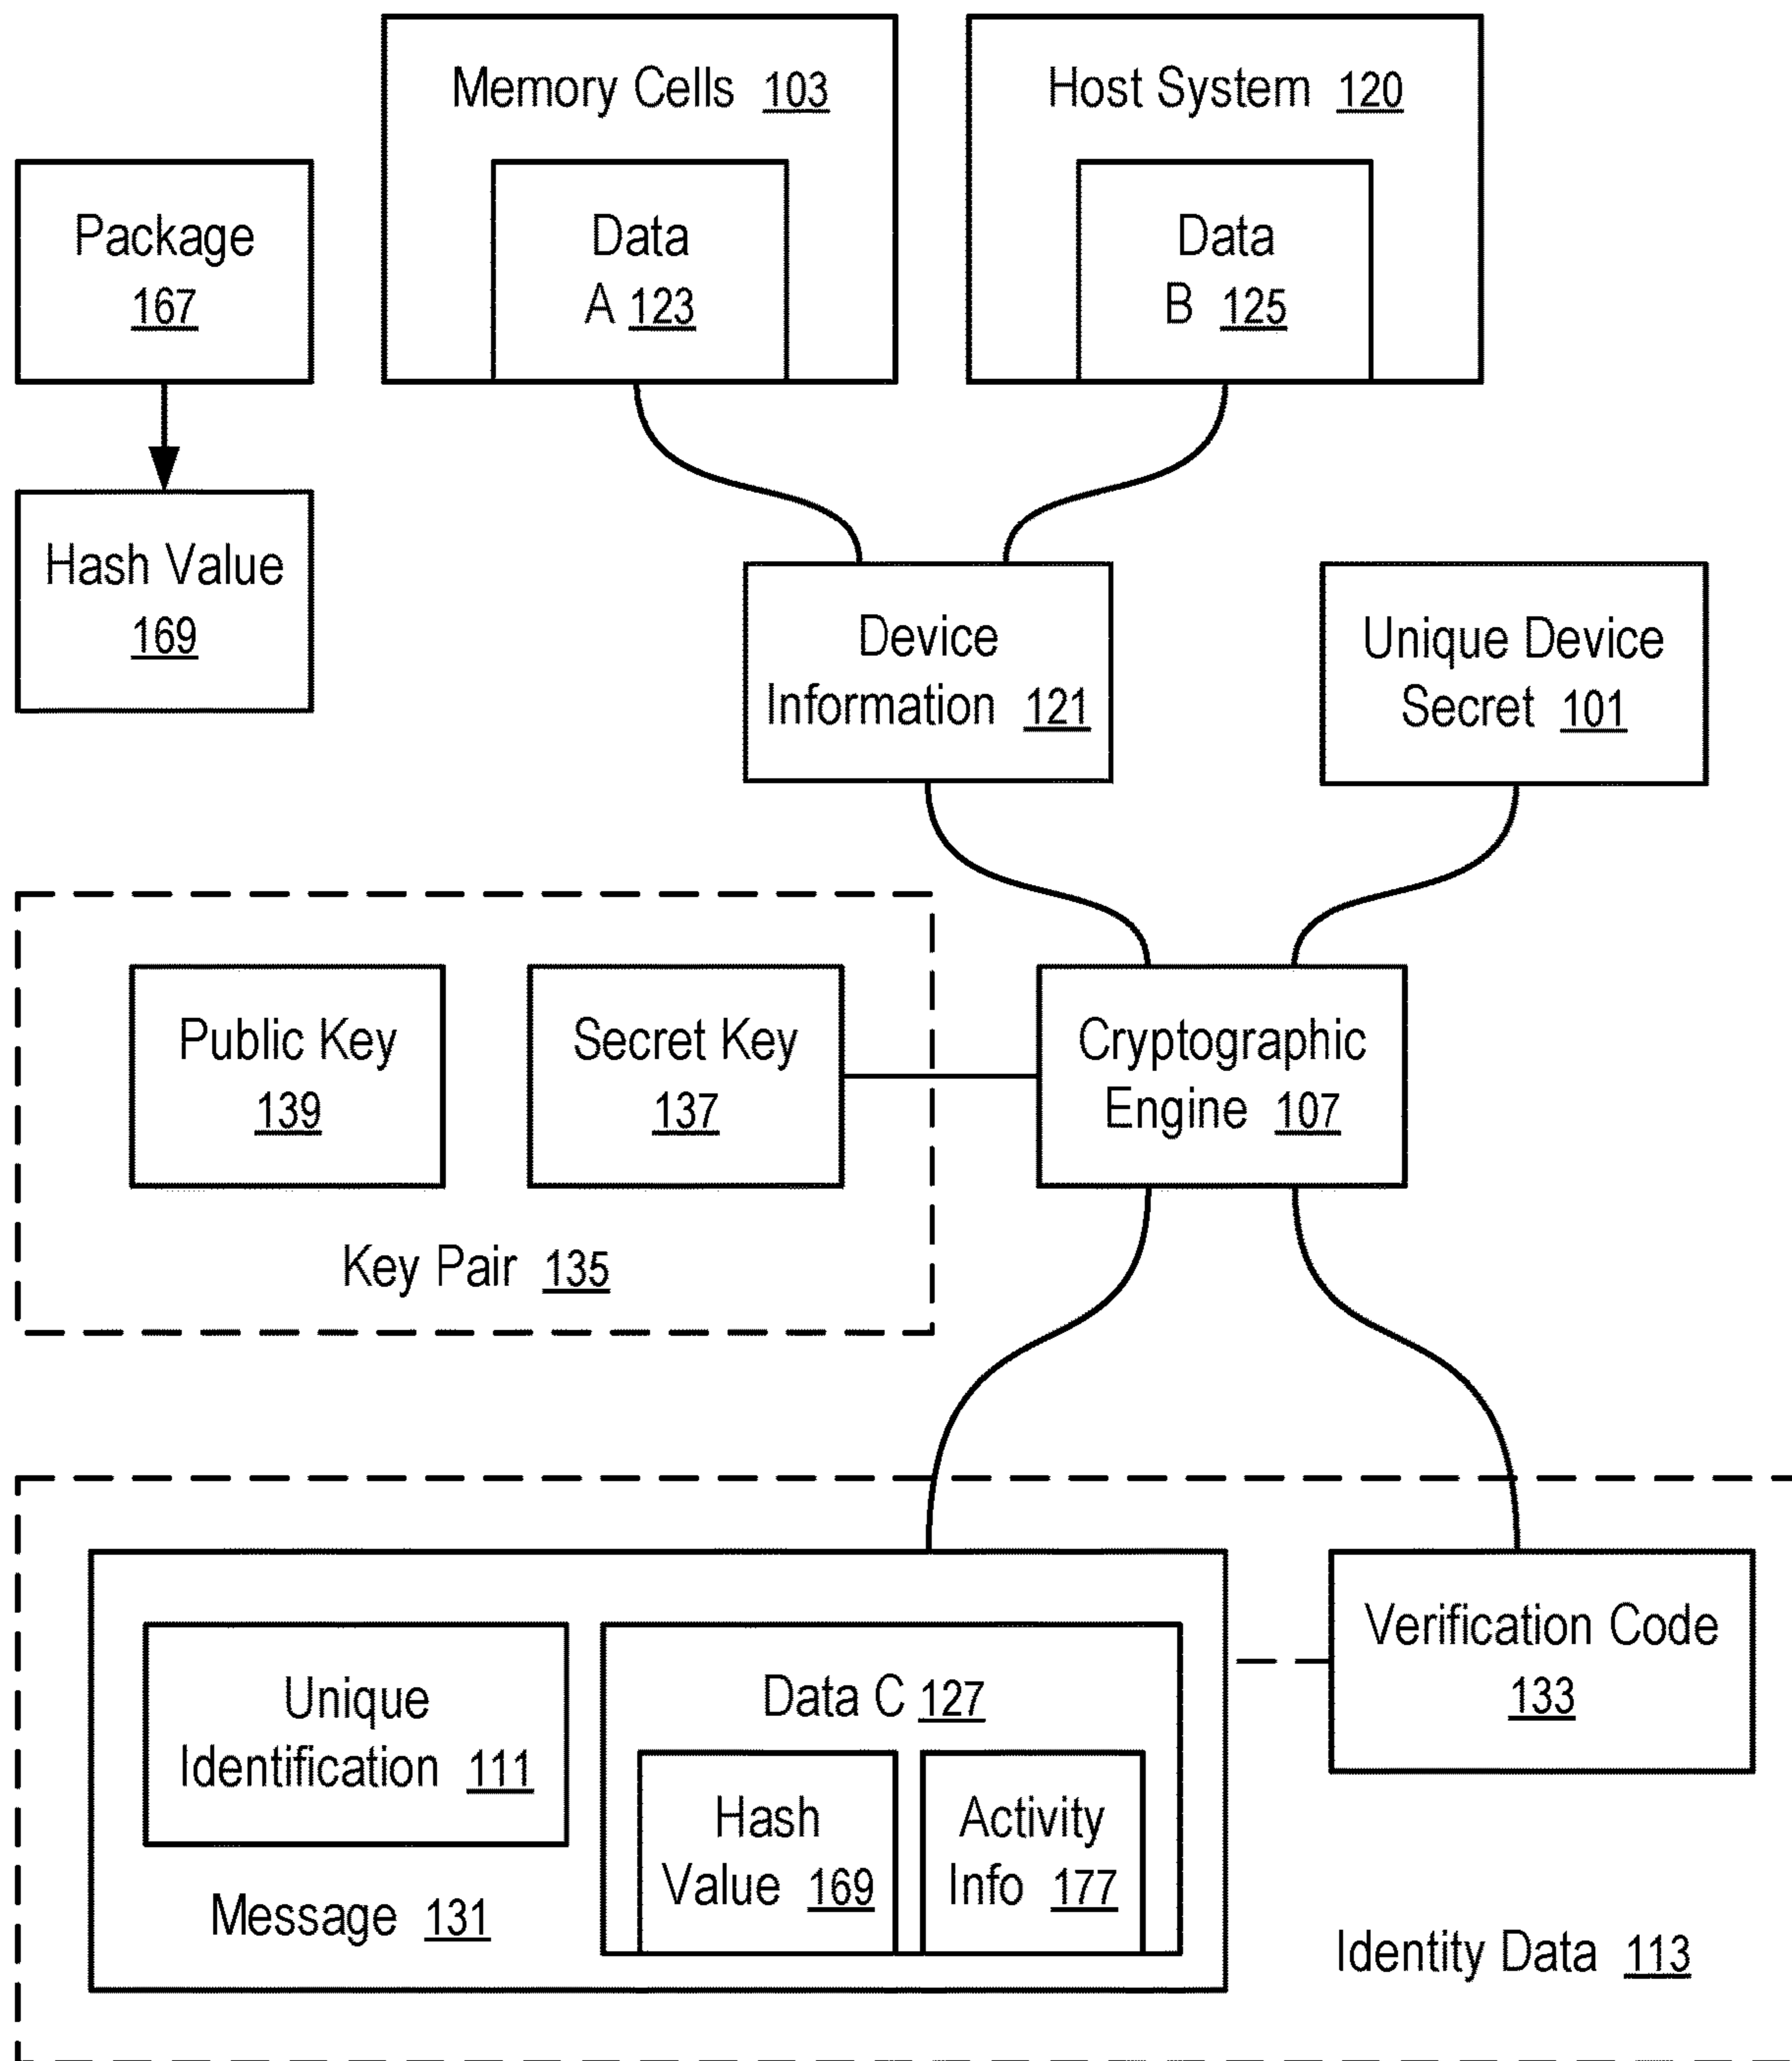 Memory Cells 103
Host System 120
Package
167
Data
A 123
Data
B 125
Hash Value
169
Device
Information 121
Unique Device
Secret 101
Public Key
139
Secret Key
137
Cryptographic
Engine 107
Key Pair 135
Unique
Identification 111
Data C 127
Hash
Value 169
Activity
Info 177
Message 131
Verification Code
133
Identity Data 113